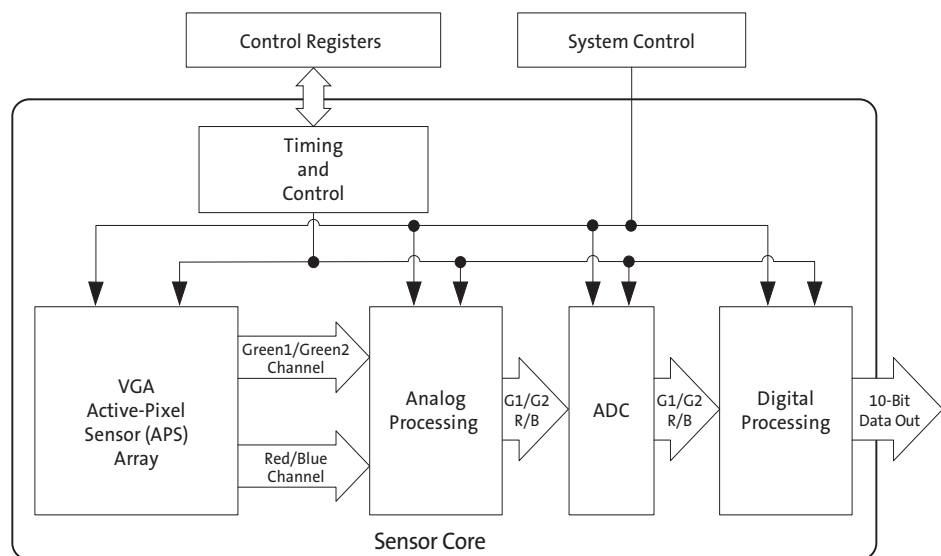 Control Registers
System Control
Timing
and
Control
VGA
Active-Pixel
Sensor (APS)
Array
Green1/Green2
Channel
Red/Blue
Channel
Analog
Processing
G1/G2
R/B
ADC
G1/G2
R/B
Digital
Processing
10-Bit
Data Out
Sensor Core